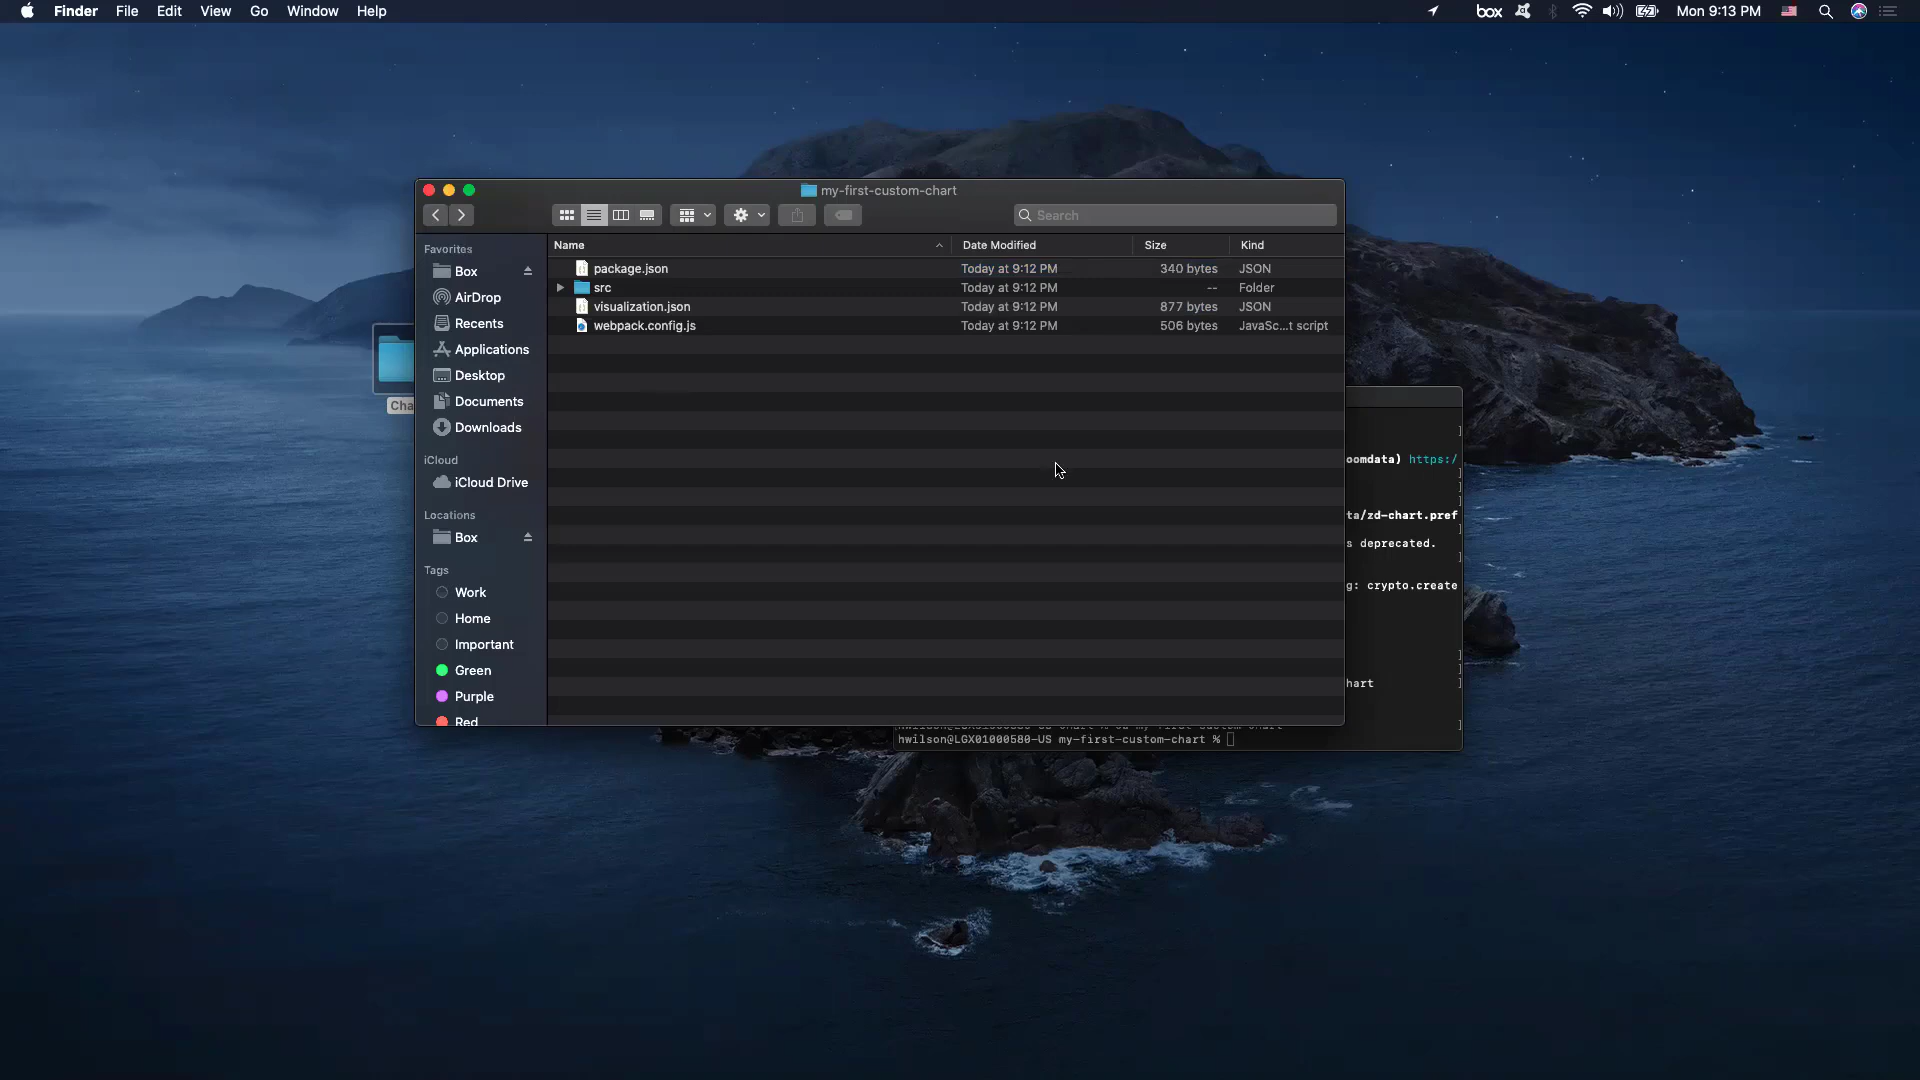 Finder File Edit View Go Window Help
box Mon 9:13 PM
my-first-custom-chart
Search
Favorites
Box
AirDrop
Recents
Applications
Desktop
Documents
Downloads
iCloud
iCloud Drive
Locations
Box
Tags
Work
Home
Important
Green
Purple
Red
Name Date Modified Size Kind
package.json Today at 9:12 PM 340 bytes JSON
src Today at 9:12 PM -- Folder
visualization.json Today at 9:12 PM 877 bytes JSON
webpack.config.js Today at 9:12 PM 506 bytes JavaSc...t script
Cha
]
oomdata) https:/
]
]
]
ta/zd-chart.pref
]
s deprecated.
]
g: crypto.create
]
]
hart ]
]
hwilson@LGX01000580-US my-first-custom-chart %